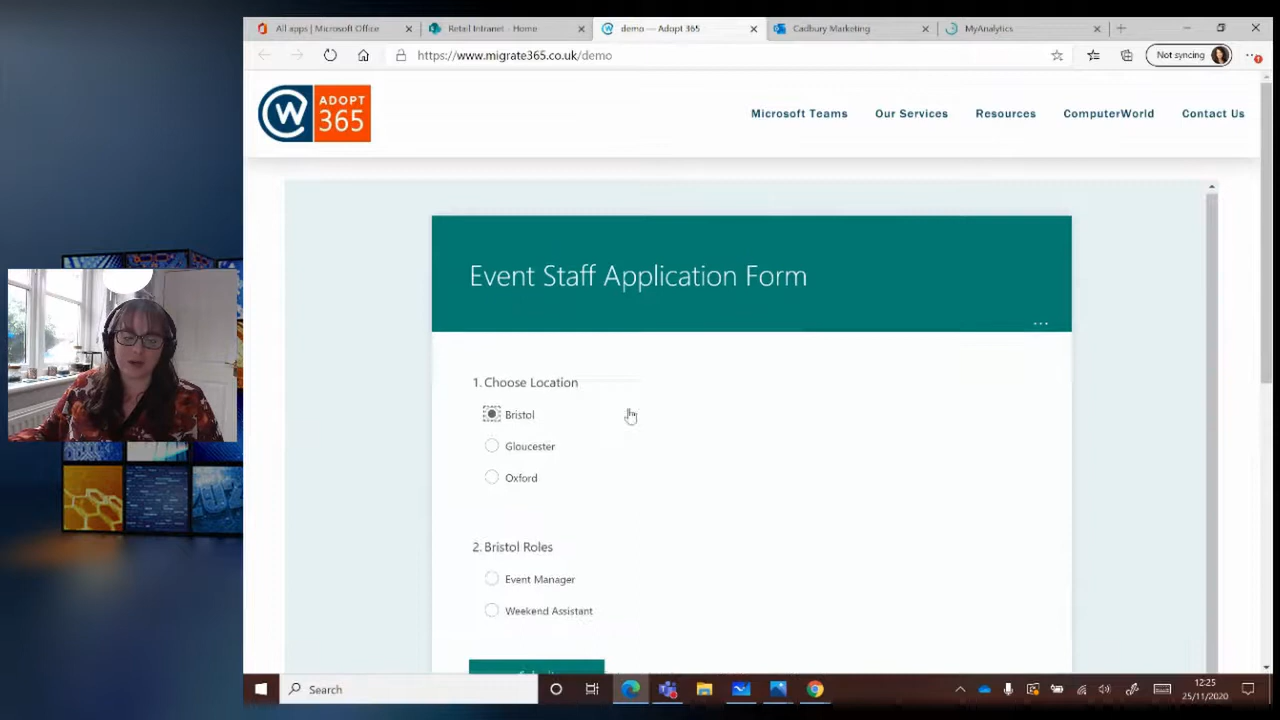 All apps | Microsoft Office
Retail Intranet - Home
demo — Adopt 365
Cadbury Marketing
MyAnalytics
https://www.migrate365.co.uk/demo
Not syncing
CW
ADOPT
365
Microsoft Teams
Our Services
Resources
ComputerWorld
Contact Us
Event Staff Application Form
1. Choose Location
Bristol
Gloucester
Oxford
2. Bristol Roles
Event Manager
Weekend Assistant
Search
12:25
25/11/2020